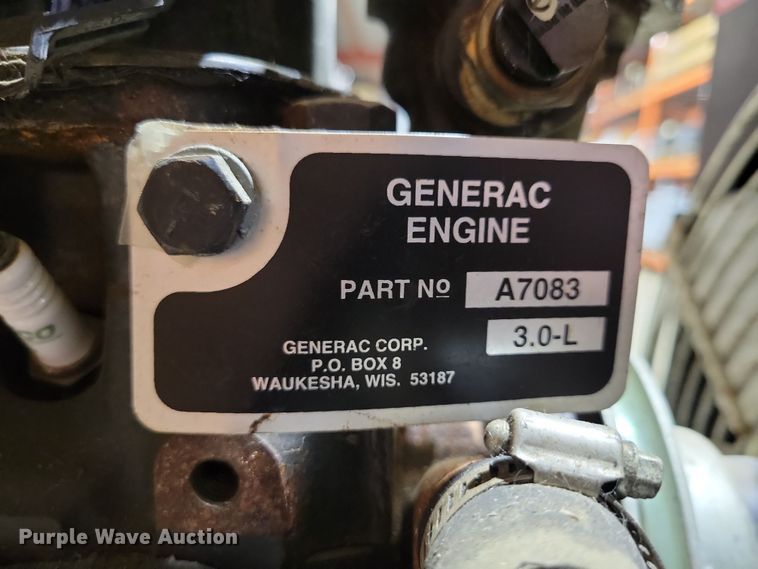 GENERAC
ENGINE
PART Nº A7083
3.0-L
GENERAC CORP.
P.O. BOX 8
WAUKESHA, WIS. 53187
Purple Wave Auction